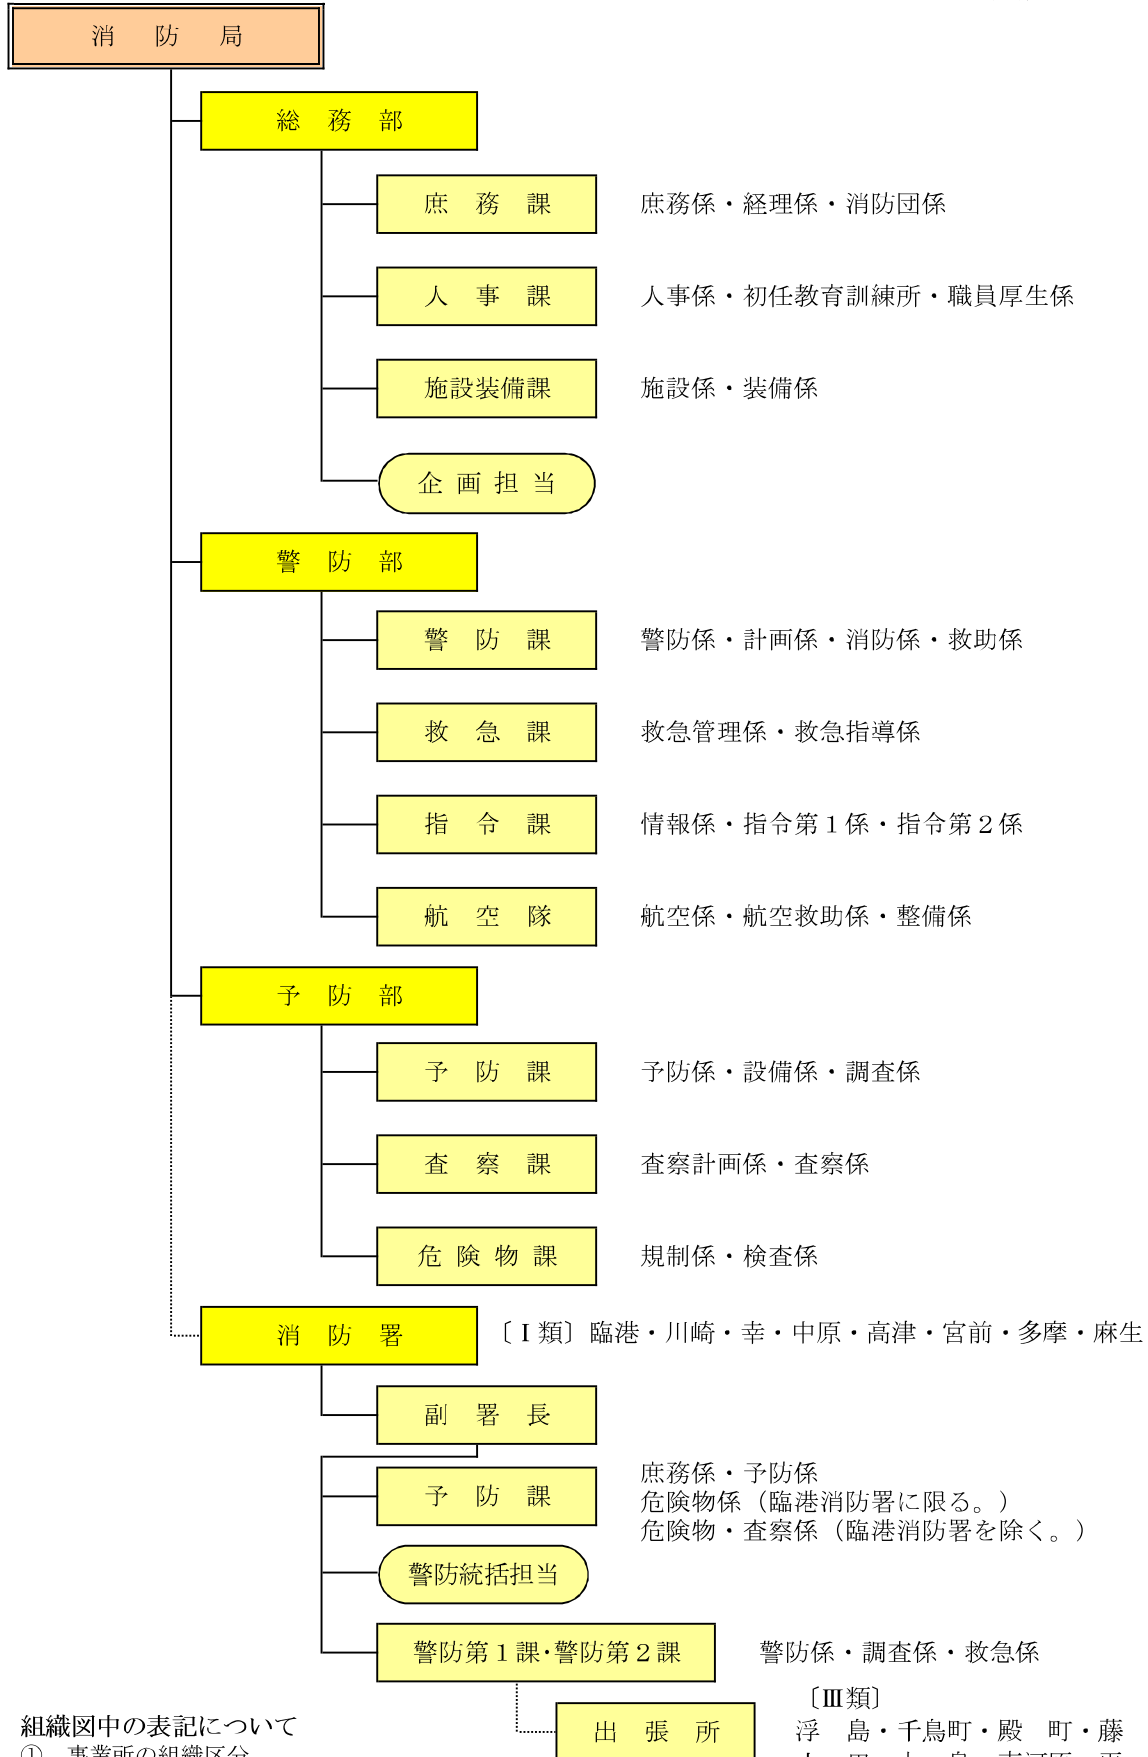 消　防　局
総　務　部
庶　務　課　　庶務係・経理係・消防団係
人　事　課　　人事係・初任教育訓練所・職員厚生係
施設装備課　　施設係・装備係
企 画 担 当
警　防　部
警　防　課　　警防係・計画係・消防係・救助係
救　急　課　　救急管理係・救急指導係
指　令　課　　情報係・指令第１係・指令第２係
航　空　隊　　航空係・航空救助係・整備係
予　防　部
予　防　課　　予防係・設備係・調査係
査　察　課　　査察計画係・査察係
危 険 物 課　　規制係・検査係
消　防　署　　〔Ⅰ類〕臨港・川崎・幸・中原・高津・宮前・多摩・麻生
副　署　長
予　防　課　　庶務係・予防係
危険物係（臨港消防署に限る。）
危険物・査察係（臨港消防署を除く。）
警防統括担当
警防第１課･警防第２課　　警防係・調査係・救急係
〔Ⅲ類〕
出　張　所　　浮　島・千鳥町・殿　町・藤
組織図中の表記について
①　事業所の組織区分